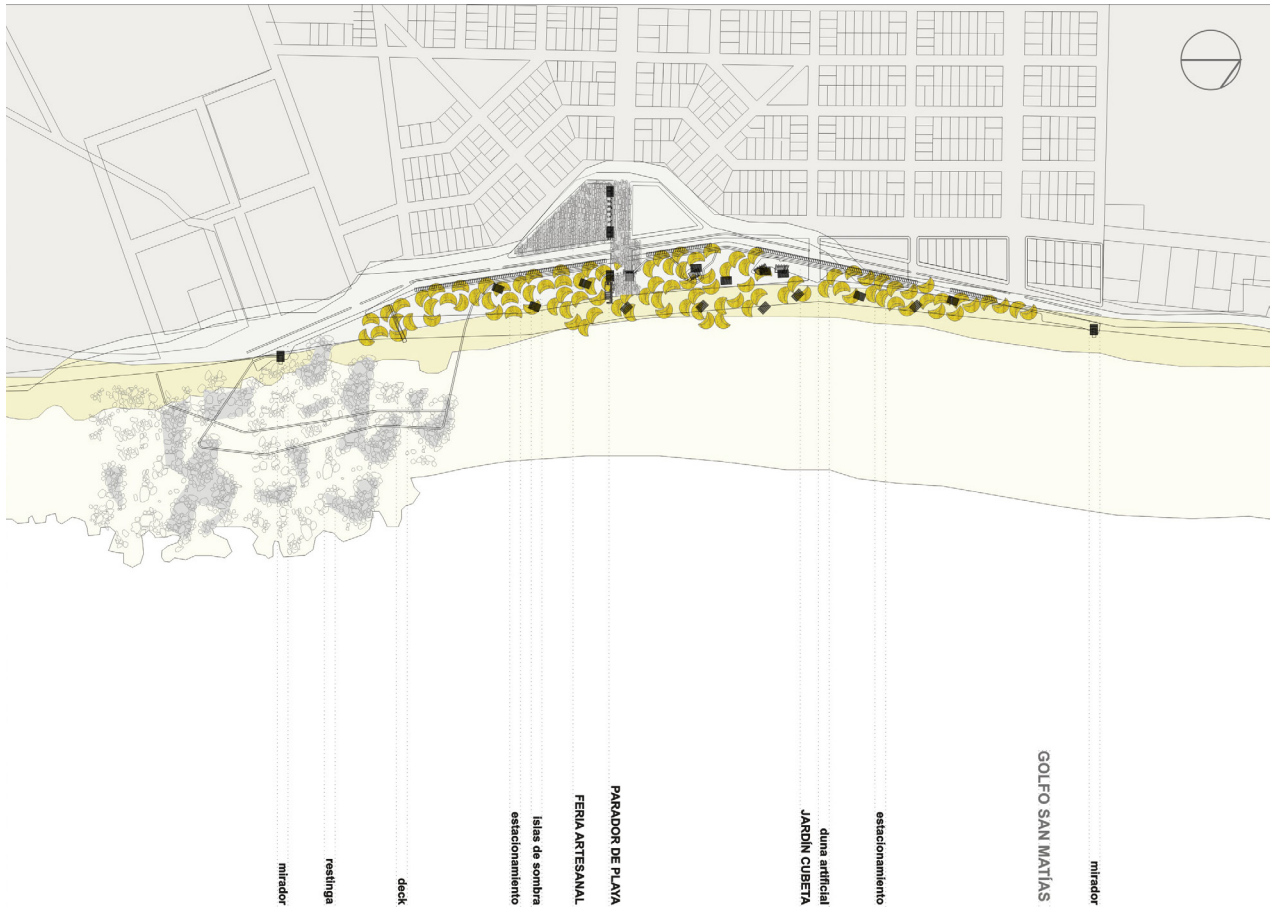 mirador
restinga
deck
estacionamiento
islas de sombra
FERIA ARTESANAL
PARADOR DE PLAYA
JARDÍN CUBETA
duna artificial
estacionamiento
GOLFO SAN MATÍAS
mirador